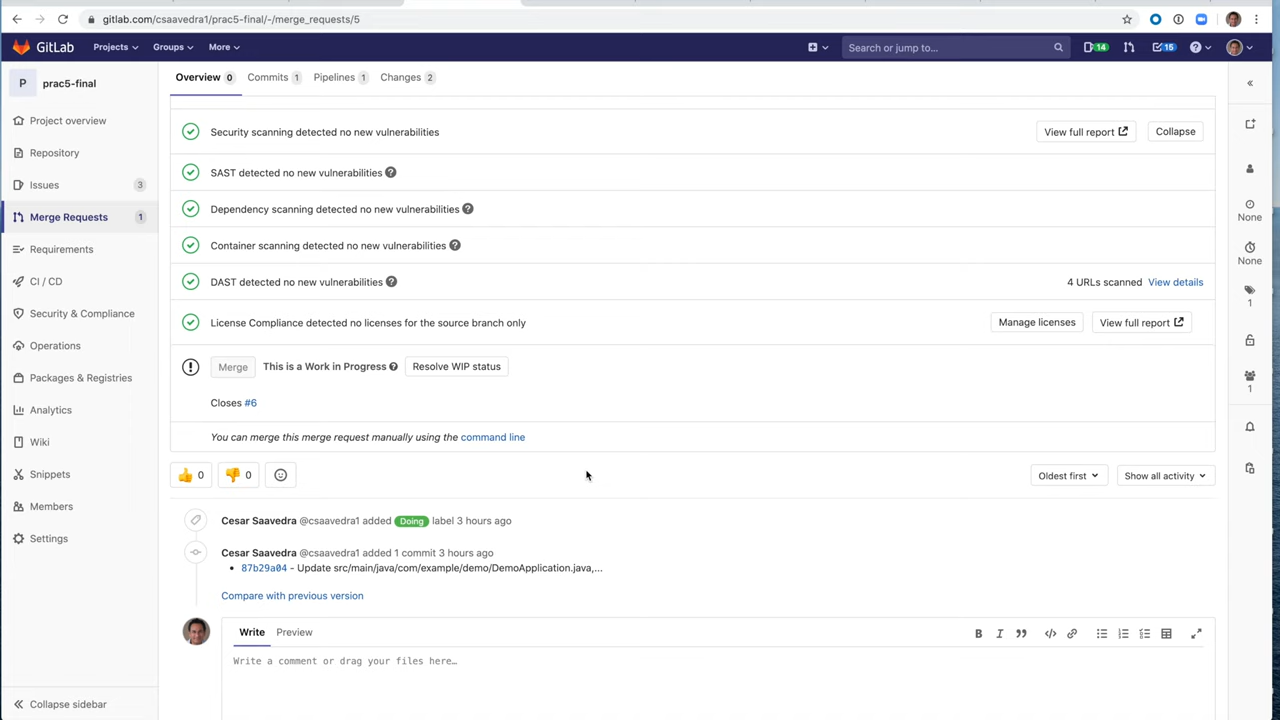 gitlab.com/csaavedra1/prac5-final/-/merge_requests/5
GitLab
Projects
Groups
More
Search or jump to...
14
15
P
prac5-final
Project overview
Repository
Issues
3
Merge Requests
1
Requirements
CI / CD
Security & Compliance
Operations
Packages & Registries
Analytics
Wiki
Snippets
Members
Settings
Collapse sidebar
Overview 0
Commits 1
Pipelines 1
Changes 2
Security scanning detected no new vulnerabilities
View full report
Collapse
SAST detected no new vulnerabilities
Dependency scanning detected no new vulnerabilities
Container scanning detected no new vulnerabilities
DAST detected no new vulnerabilities
4 URLs scanned View details
License Compliance detected no licenses for the source branch only
Manage licenses
View full report
Merge
This is a Work in Progress
Resolve WIP status
Closes #6
You can merge this merge request manually using the command line
0
0
Oldest first
Show all activity
Cesar Saavedra @csaavedra1 added Doing label 3 hours ago
Cesar Saavedra @csaavedra1 added 1 commit 3 hours ago
87b29a04 - Update src/main/java/com/example/demo/DemoApplication.java,...
Compare with previous version
Write
Preview
B
I
Write a comment or drag your files here...
None
None
1
1